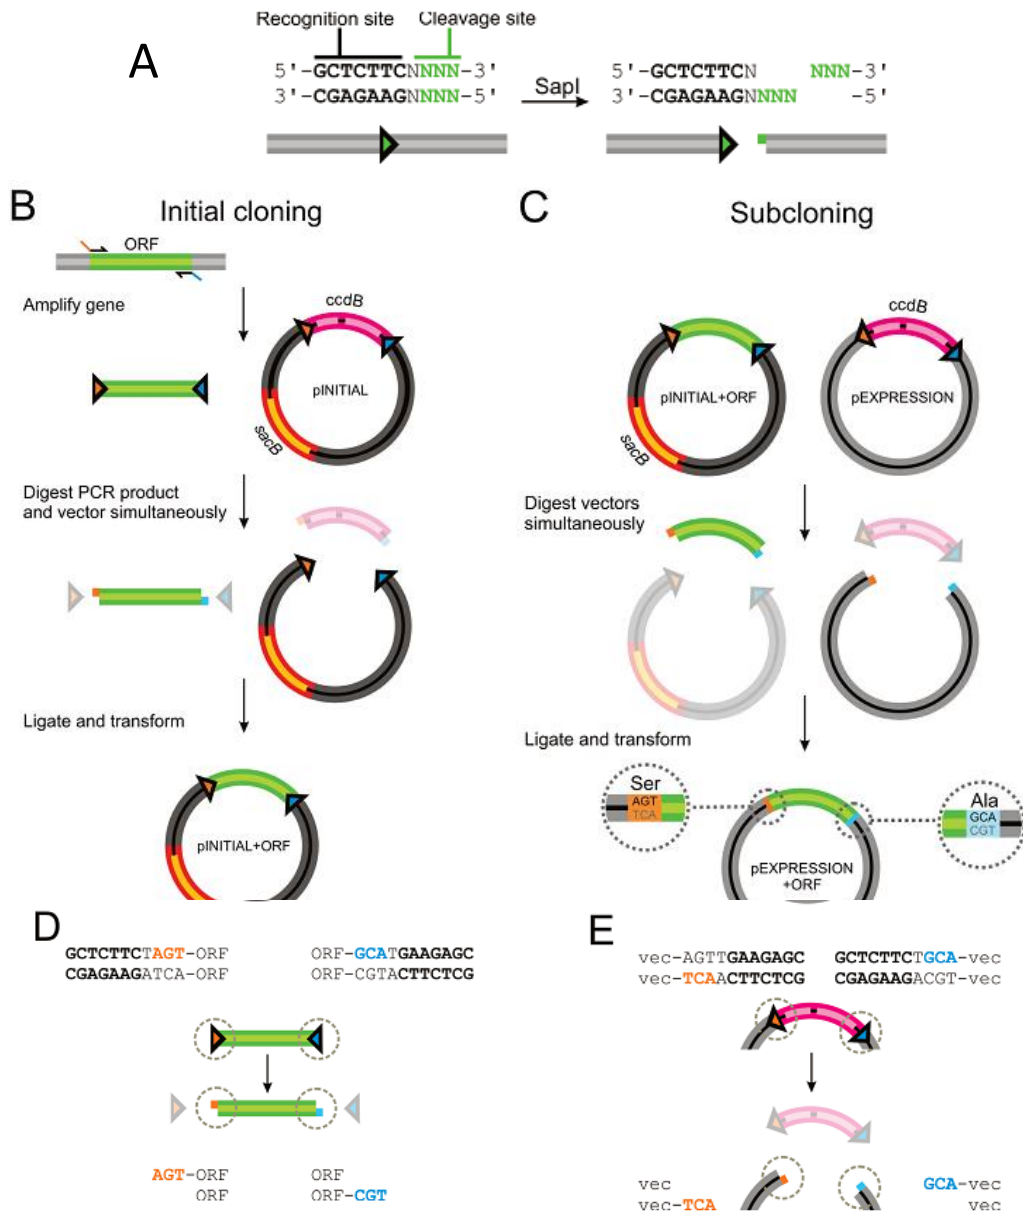 Recognition site Cleavage site
A
5'-GCTCTTCNNNN-3' 5'-GCTCTTCN NNN-3'
3'-CGAGAAGNNNN-5' SapI 3'-CGAGAAGNNNN -5'
B Initial cloning
C Subcloning
ORF
Amplify gene
ccdB
pINITIAL
sacB
Digest PCR product
and vector simultaneously
Ligate and transform
pINITIAL+ORF
ccdB
pINITIAL+ORF pEXPRESSION
sacB
Digest vectors
simultaneously
Ligate and transform
Ser
AGT
TCA
Ala
GCA
CGT
pEXPRESSION
+ORF
D
GCTCTTCTAGT-ORF ORF-GCATGAAGAGC
CGAGAAGATCA-ORF ORF-CGTACTTCTCG
AGT-ORF ORF
ORF ORF-CGT
E
vec-AGTTGAAGAGC GCTCTTCTGCA-vec
vec-TCAACTTCTCG CGAGAAGACGT-vec
vec GCA-vec
vec-TCA vec